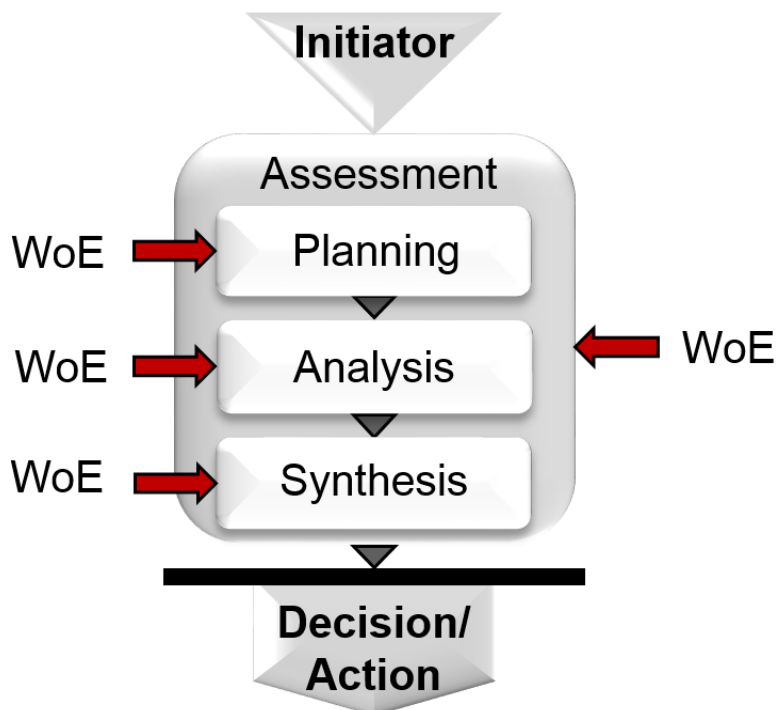 Initiator
Assessment
WoE
Planning
WoE
Analysis
WoE
WoE
Synthesis
Decision/
Action